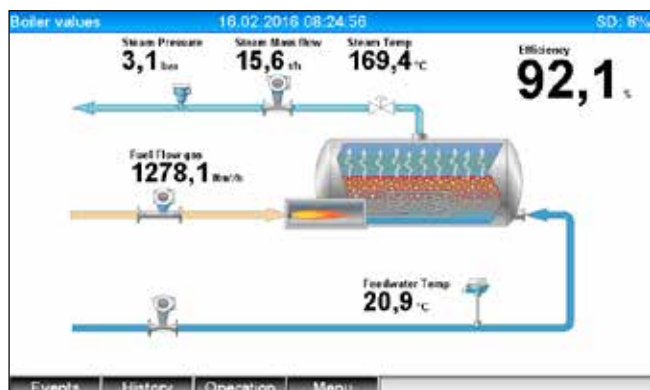 Boiler values 16.02.2016 08:24:56 SD: 8%
Steam Pressure Steam Mass flow Steam Temp Efficiency
3,1 bar 15,6 t/h 169,4 °C 92,1 %
Fuel Flow gas
1278,1
Feedwater Temp
20,9 °C
Events History Operation Menu